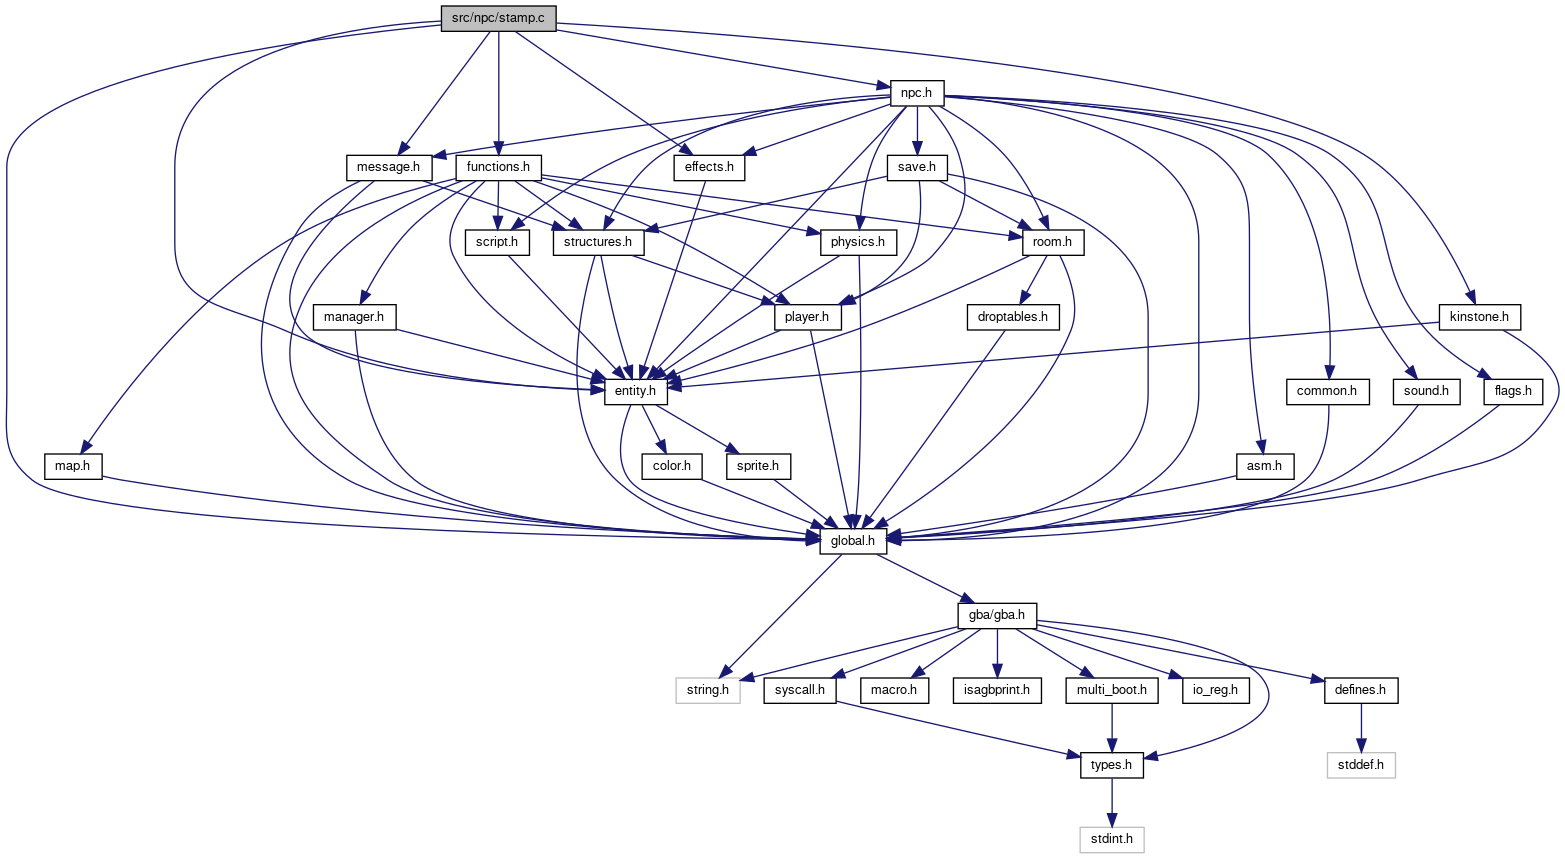 src/npc/stamp.c
npc.h
message.h
functions.h
effects.h
save.h
script.h
structures.h
physics.h
room.h
manager.h
player.h
droptables.h
kinstone.h
entity.h
common.h
sound.h
flags.h
map.h
color.h
sprite.h
asm.h
global.h
gba/gba.h
string.h
syscall.h
macro.h
isagbprint.h
multi_boot.h
io_reg.h
defines.h
types.h
stddef.h
stdint.h